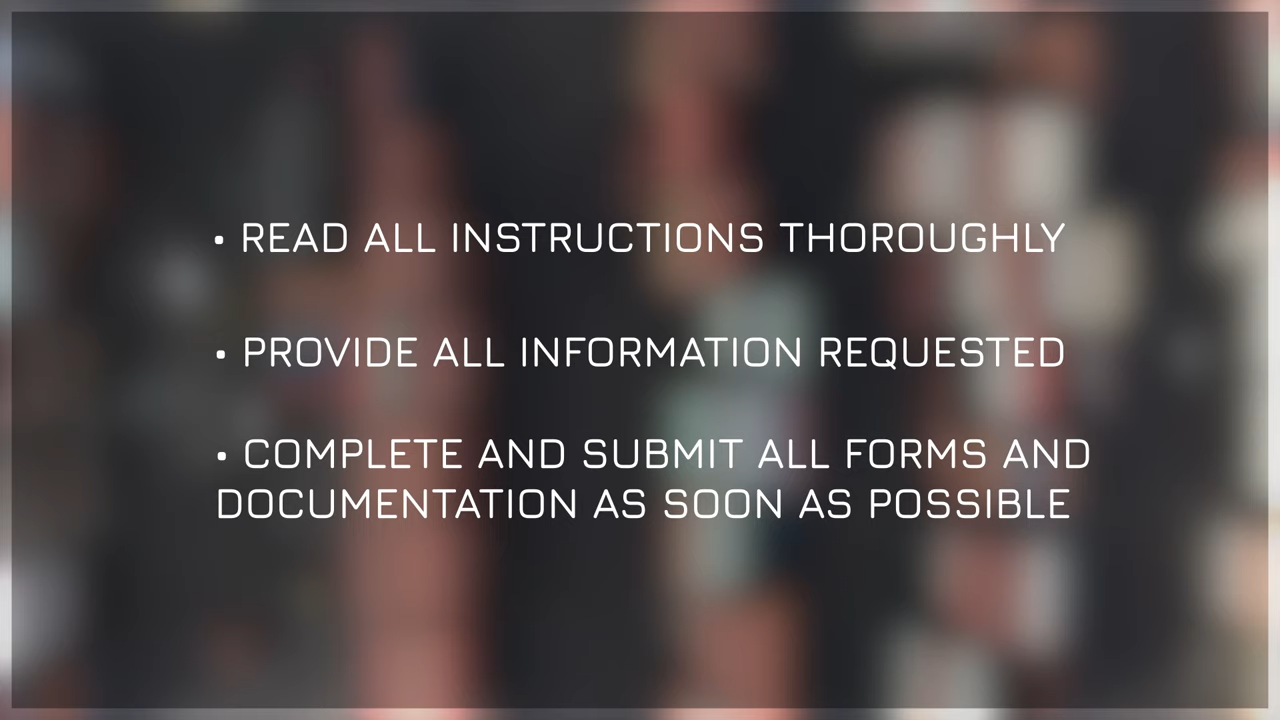 • READ ALL INSTRUCTIONS THOROUGHLY
• PROVIDE ALL INFORMATION REQUESTED
• COMPLETE AND SUBMIT ALL FORMS AND
DOCUMENTATION AS SOON AS POSSIBLE